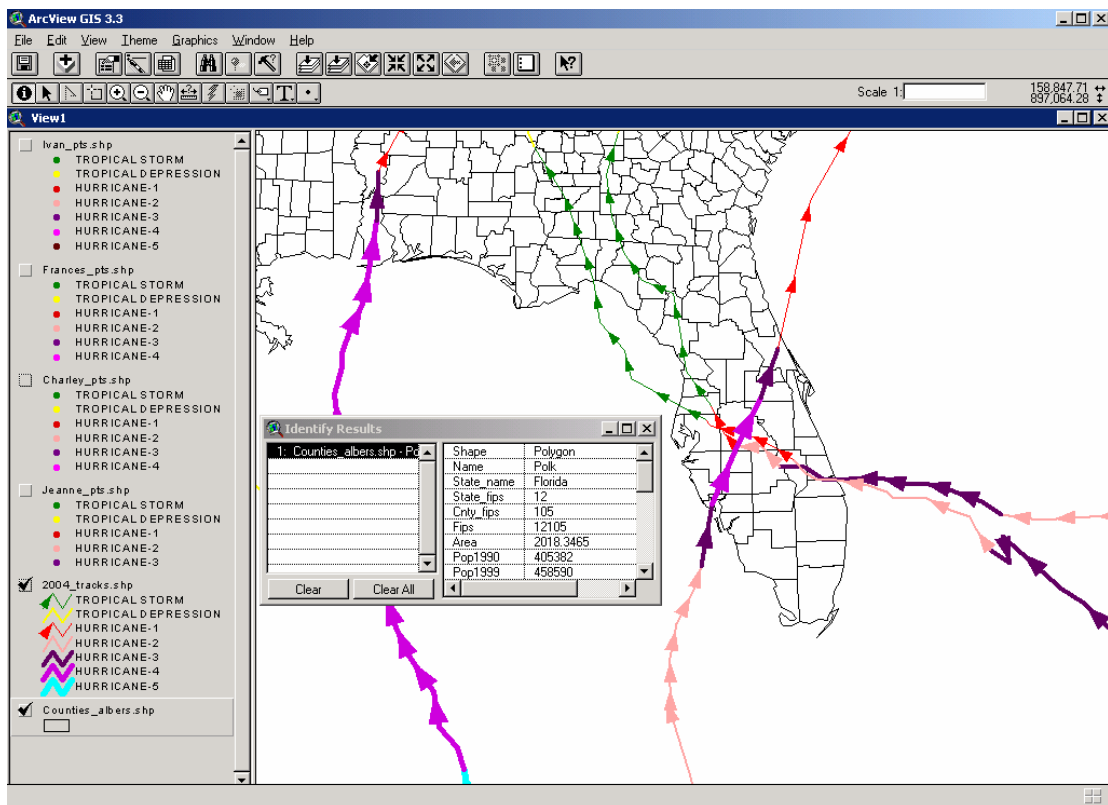 ArcView GIS 3.3
File Edit View Theme Graphics Window Help
Scale 1:
158,847.71
897,064.28
View1
Ivan_pts.shp
TROPICAL STORM
TROPICAL DEPRESSION
HURRICANE-1
HURRICANE-2
HURRICANE-3
HURRICANE-4
HURRICANE-5
Frances_pts.shp
TROPICAL STORM
TROPICAL DEPRESSION
HURRICANE-1
HURRICANE-2
HURRICANE-3
HURRICANE-4
Charley_pts.shp
TROPICAL STORM
TROPICAL DEPRESSION
HURRICANE-1
HURRICANE-2
HURRICANE-3
HURRICANE-4
Jeanne_pts.shp
TROPICAL STORM
TROPICAL DEPRESSION
HURRICANE-1
HURRICANE-2
HURRICANE-3
2004_tracks.shp
TROPICAL STORM
TROPICAL DEPRESSION
HURRICANE-1
HURRICANE-2
HURRICANE-3
HURRICANE-4
HURRICANE-5
Counties_albers.shp
Identify Results
1: Counties_albers.shp - Po
Shape Polygon
Name Polk
State_name Florida
State_fips 12
Cnty_fips 105
Fips 12105
Area 2018.3465
Pop1990 405382
Pop1999 458590
Clear Clear All